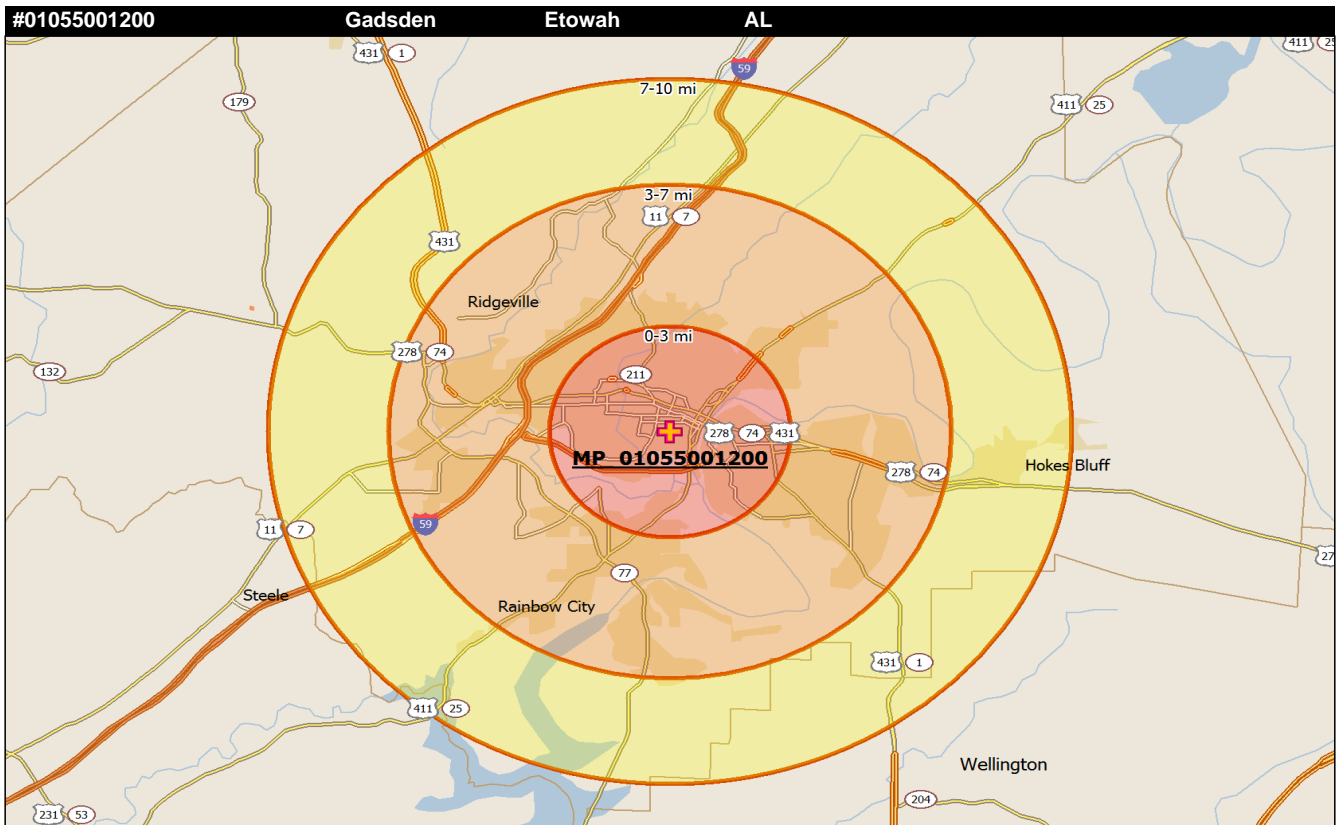 #01055001200 Gadsden Etowah AL
431 1
59
411 25
179
7-10 mi
411 25
3-7 mi
11 7
431
Ridgeville
0-3 mi
278 74
132
211
278 74 431
MP_01055001200
Hokes Bluff
278 74
59
11 7
77
Steele
Rainbow City
431 1
411 25
Wellington
204
231 53